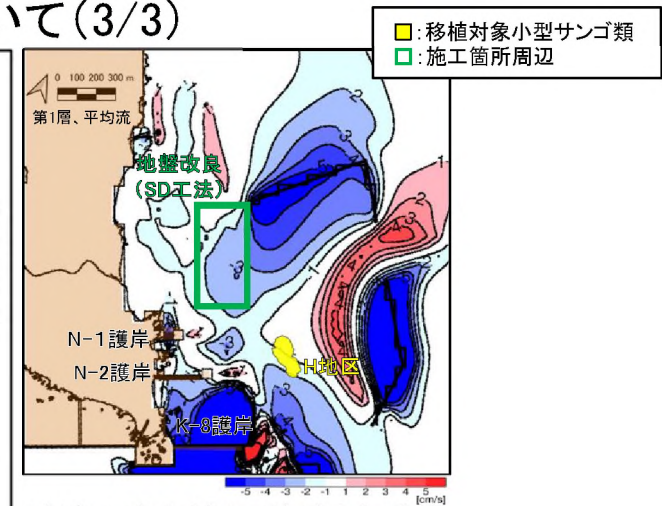 いて(3/3)
:移植対象小型サンゴ類
:施工箇所周辺
0 100 200 300 m
第1層、平均流
地盤改良
(SD工法)
N-1護岸
N-2護岸
H地区
K-8護岸
-5 -4 -3 -2 -1 1 2 3 4 5
[cm/s]